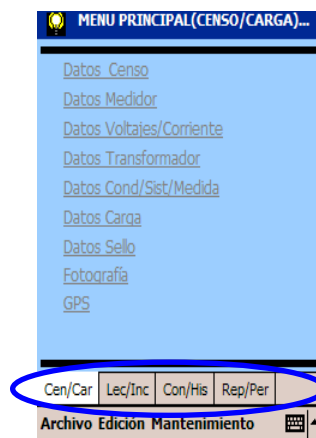 MENU PRINCIPAL(CENSO/CARGA)...
Datos Censo
Datos Medidor
Datos Voltajes/Corriente
Datos Transformador
Datos Cond/Sist/Medida
Datos Carga
Datos Sello
Fotografía
GPS
Cen/Car Lec/Inc Con/His Rep/Per
Archivo Edición Mantenimiento